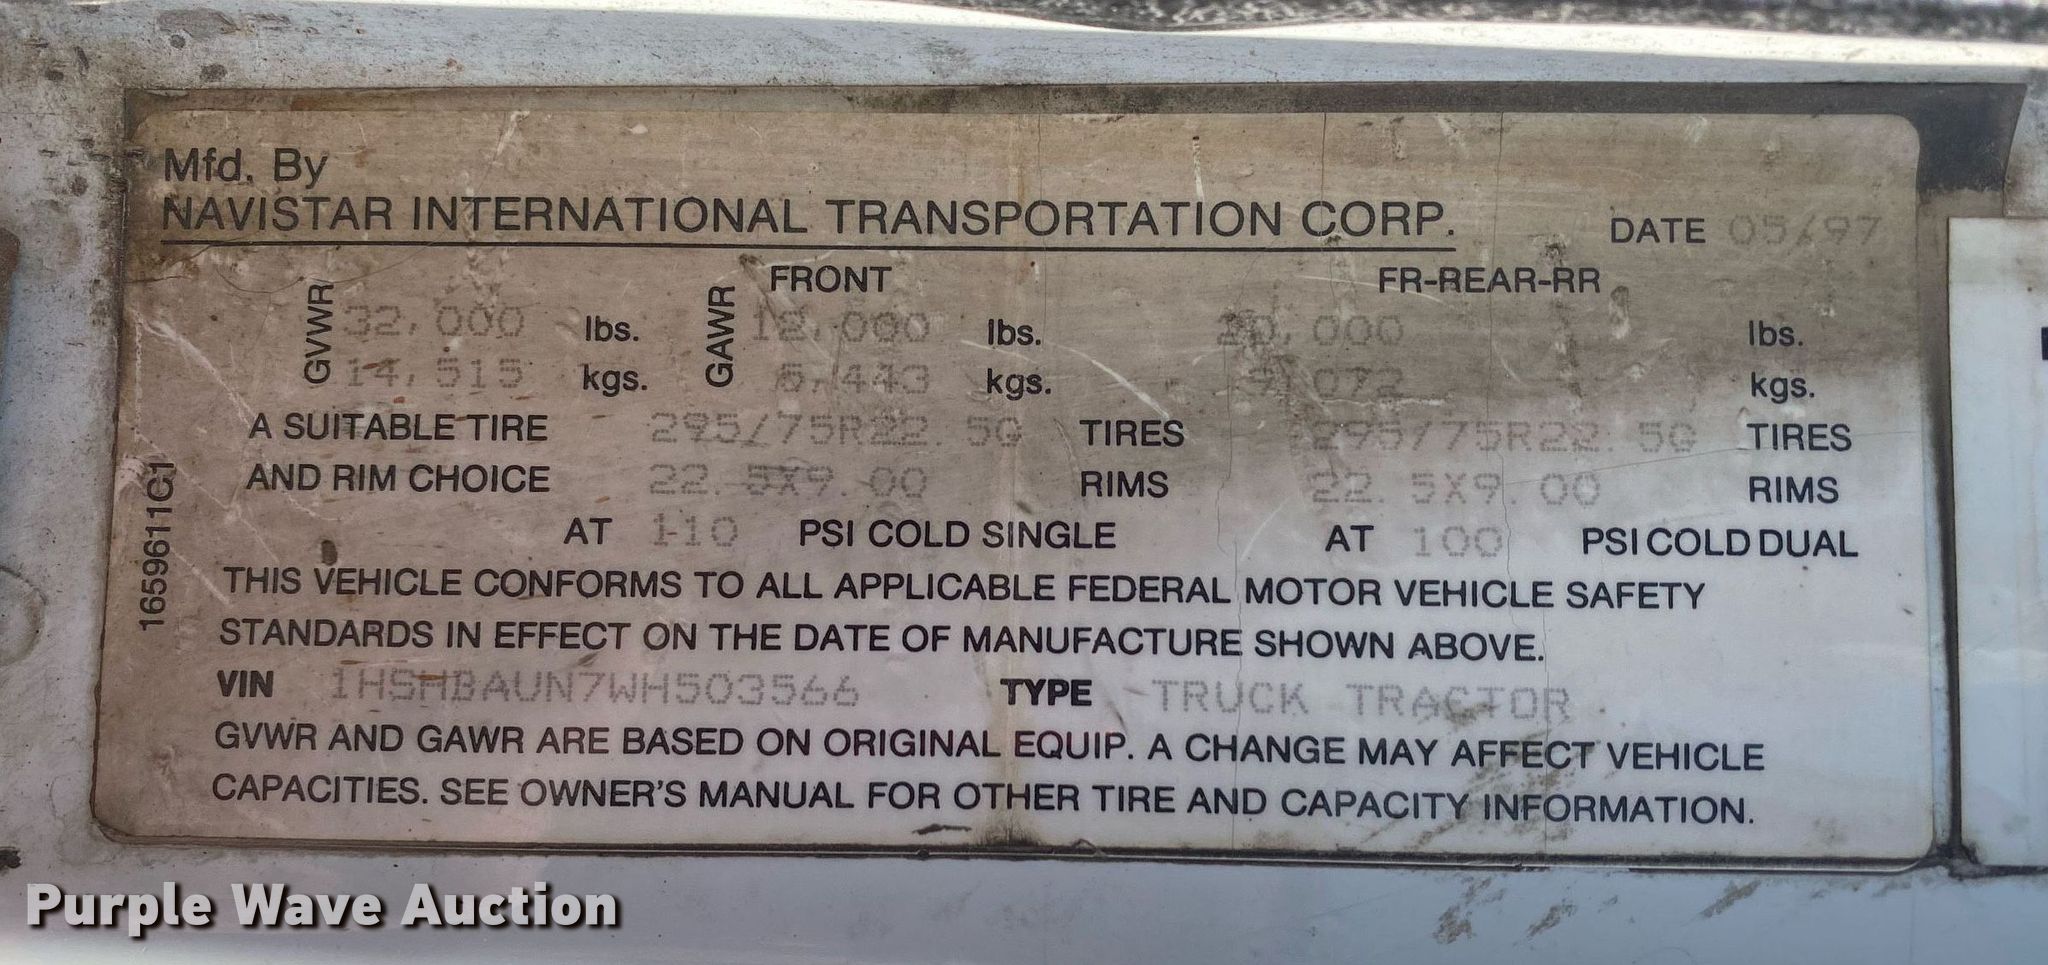 Mfd. By
NAVISTAR INTERNATIONAL TRANSPORTATION CORP. DATE 05/97
FRONT FR-REAR-RR
GVWR 32,000 lbs. GAWR 12,000 lbs. 20,000 lbs.
14,515 kgs. 5,443 kgs. 9,072 kgs.
A SUITABLE TIRE 295/75R22.5G TIRES 295/75R22.5G TIRES
AND RIM CHOICE 22.5X9.00 RIMS 22.5X9.00 RIMS
AT 110 PSI COLD SINGLE AT 100 PSI COLD DUAL
1659611C1
THIS VEHICLE CONFORMS TO ALL APPLICABLE FEDERAL MOTOR VEHICLE SAFETY
STANDARDS IN EFFECT ON THE DATE OF MANUFACTURE SHOWN ABOVE.
VIN 1HSHBAUN7WH503566 TYPE TRUCK TRACTOR
GVWR AND GAWR ARE BASED ON ORIGINAL EQUIP. A CHANGE MAY AFFECT VEHICLE
CAPACITIES. SEE OWNER'S MANUAL FOR OTHER TIRE AND CAPACITY INFORMATION.
Purple Wave Auction